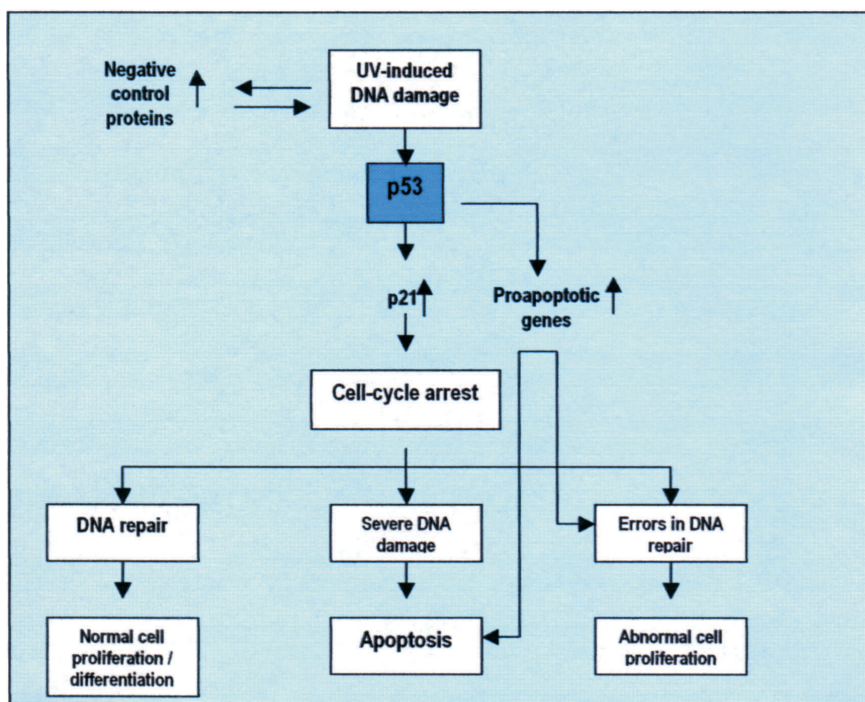 Negative
control
proteins
UV-induced
DNA damage
p53
p21
Proapoptotic
genes
Cell-cycle arrest
DNA repair
Severe DNA
damage
Errors in DNA
repair
Normal cell
proliferation /
differentiation
Apoptosis
Abnormal cell
proliferation